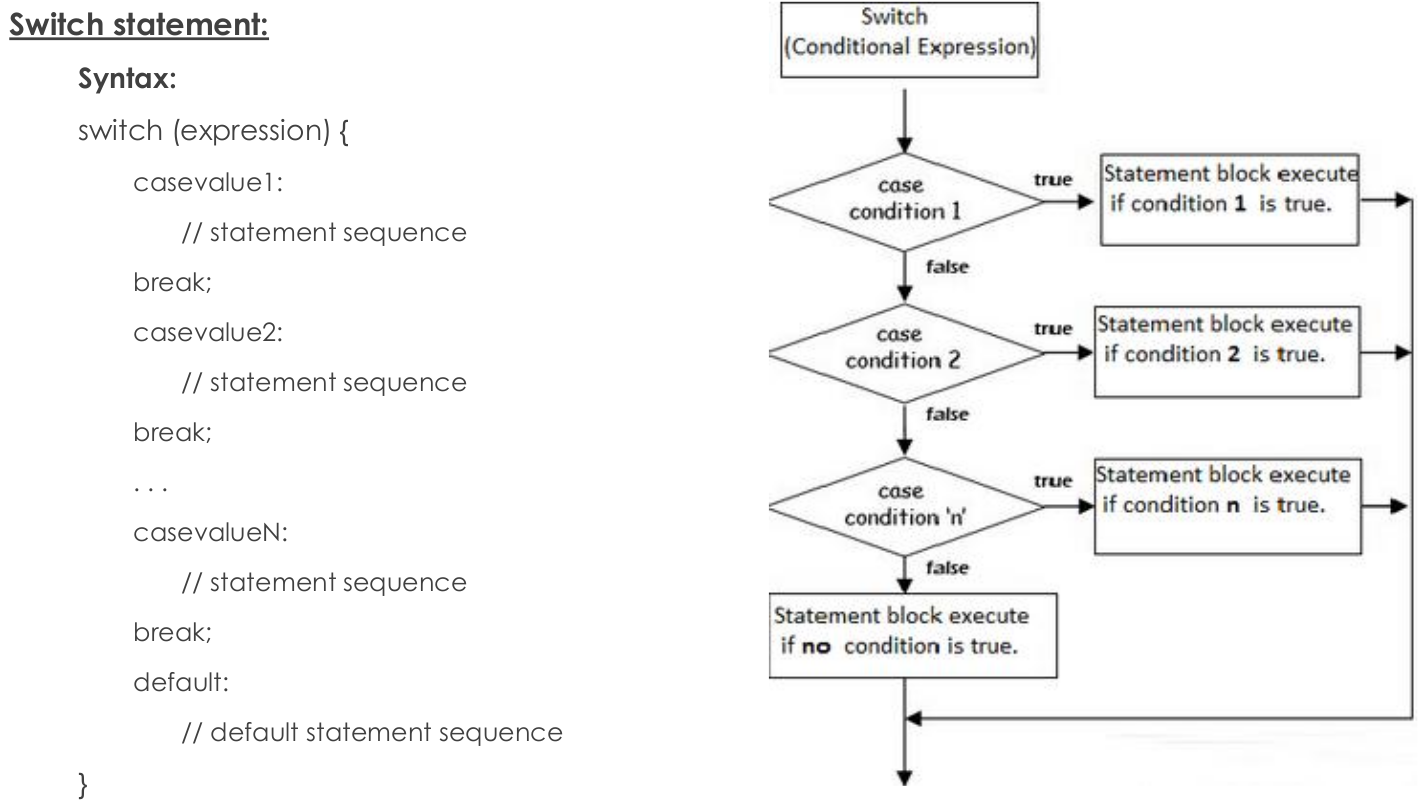 Switch statement:
Syntax:
switch (expression) {
casevalue1:
// statement sequence
break;
casevalue2:
// statement sequence
break;
. . .
casevalueN:
// statement sequence
break;
default:
// default statement sequence
}
Switch
(Conditional Expression)
case
condition 1
true
Statement block execute
if condition 1 is true.
false
case
condition 2
true
Statement block execute
if condition 2 is true.
false
case
condition 'n'
true
Statement block execute
if condition n is true.
false
Statement block execute
if no condition is true.